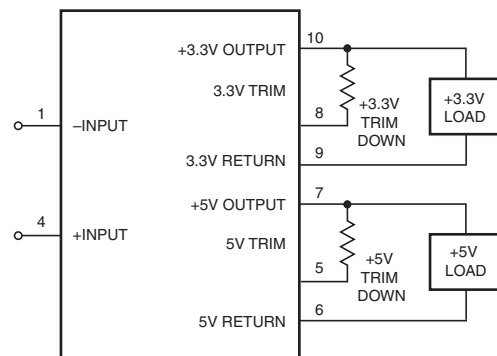 +3.3V OUTPUT
10
3.3V TRIM
8
+3.3V
TRIM
DOWN
+3.3V
LOAD
1
–INPUT
3.3V RETURN
9
+5V OUTPUT
7
4
+INPUT
5V TRIM
5
+5V
TRIM
DOWN
+5V
LOAD
5V RETURN
6